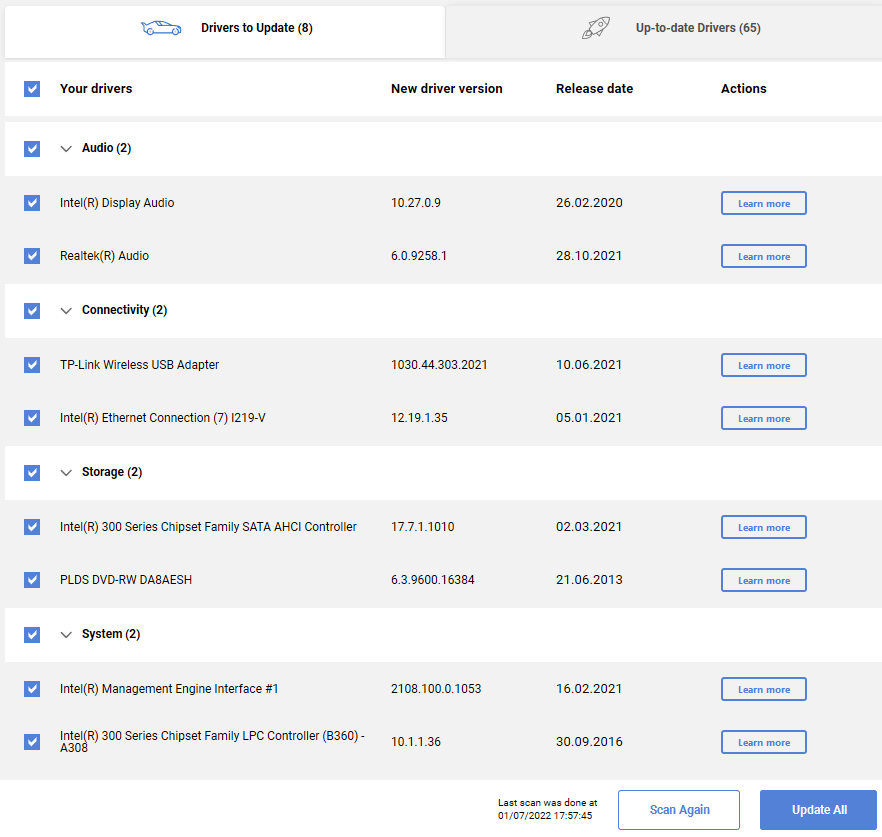 Drivers to Update (8)
Up-to-date Drivers (65)
Your drivers New driver version Release date Actions
Audio (2)
Intel(R) Display Audio 10.27.0.9 26.02.2020 Learn more
Realtek(R) Audio 6.0.9258.1 28.10.2021 Learn more
Connectivity (2)
TP-Link Wireless USB Adapter 1030.44.303.2021 10.06.2021 Learn more
Intel(R) Ethernet Connection (7) I219-V 12.19.1.35 05.01.2021 Learn more
Storage (2)
Intel(R) 300 Series Chipset Family SATA AHCI Controller 17.7.1.1010 02.03.2021 Learn more
PLDS DVD-RW DA8AESH 6.3.9600.16384 21.06.2013 Learn more
System (2)
Intel(R) Management Engine Interface #1 2108.100.0.1053 16.02.2021 Learn more
Intel(R) 300 Series Chipset Family LPC Controller (B360) -
A308 10.1.1.36 30.09.2016 Learn more
Last scan was done at
01/07/2022 17:57:45
Scan Again
Update All